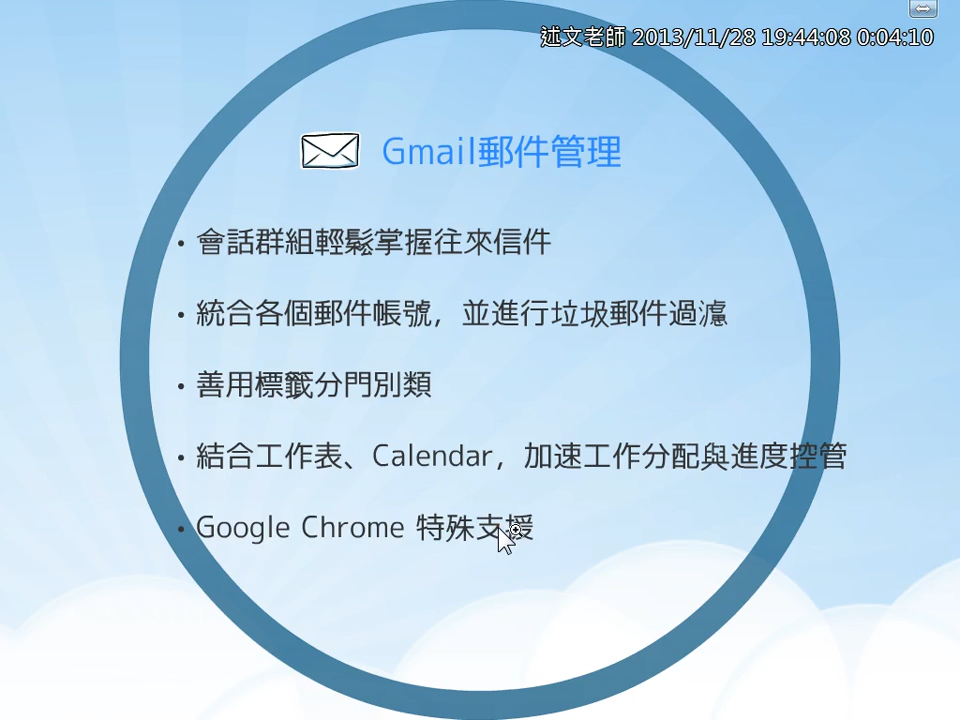 述文老師 2013/11/28 19:44:08 0:04:10
Gmail郵件管理
• 會話群組輕鬆掌握往來信件
• 統合各個郵件帳號，並進行垃圾郵件過濾
• 善用標籤分門別類
• 結合工作表、Calendar，加速工作分配與進度控管
• Google Chrome 特殊支援